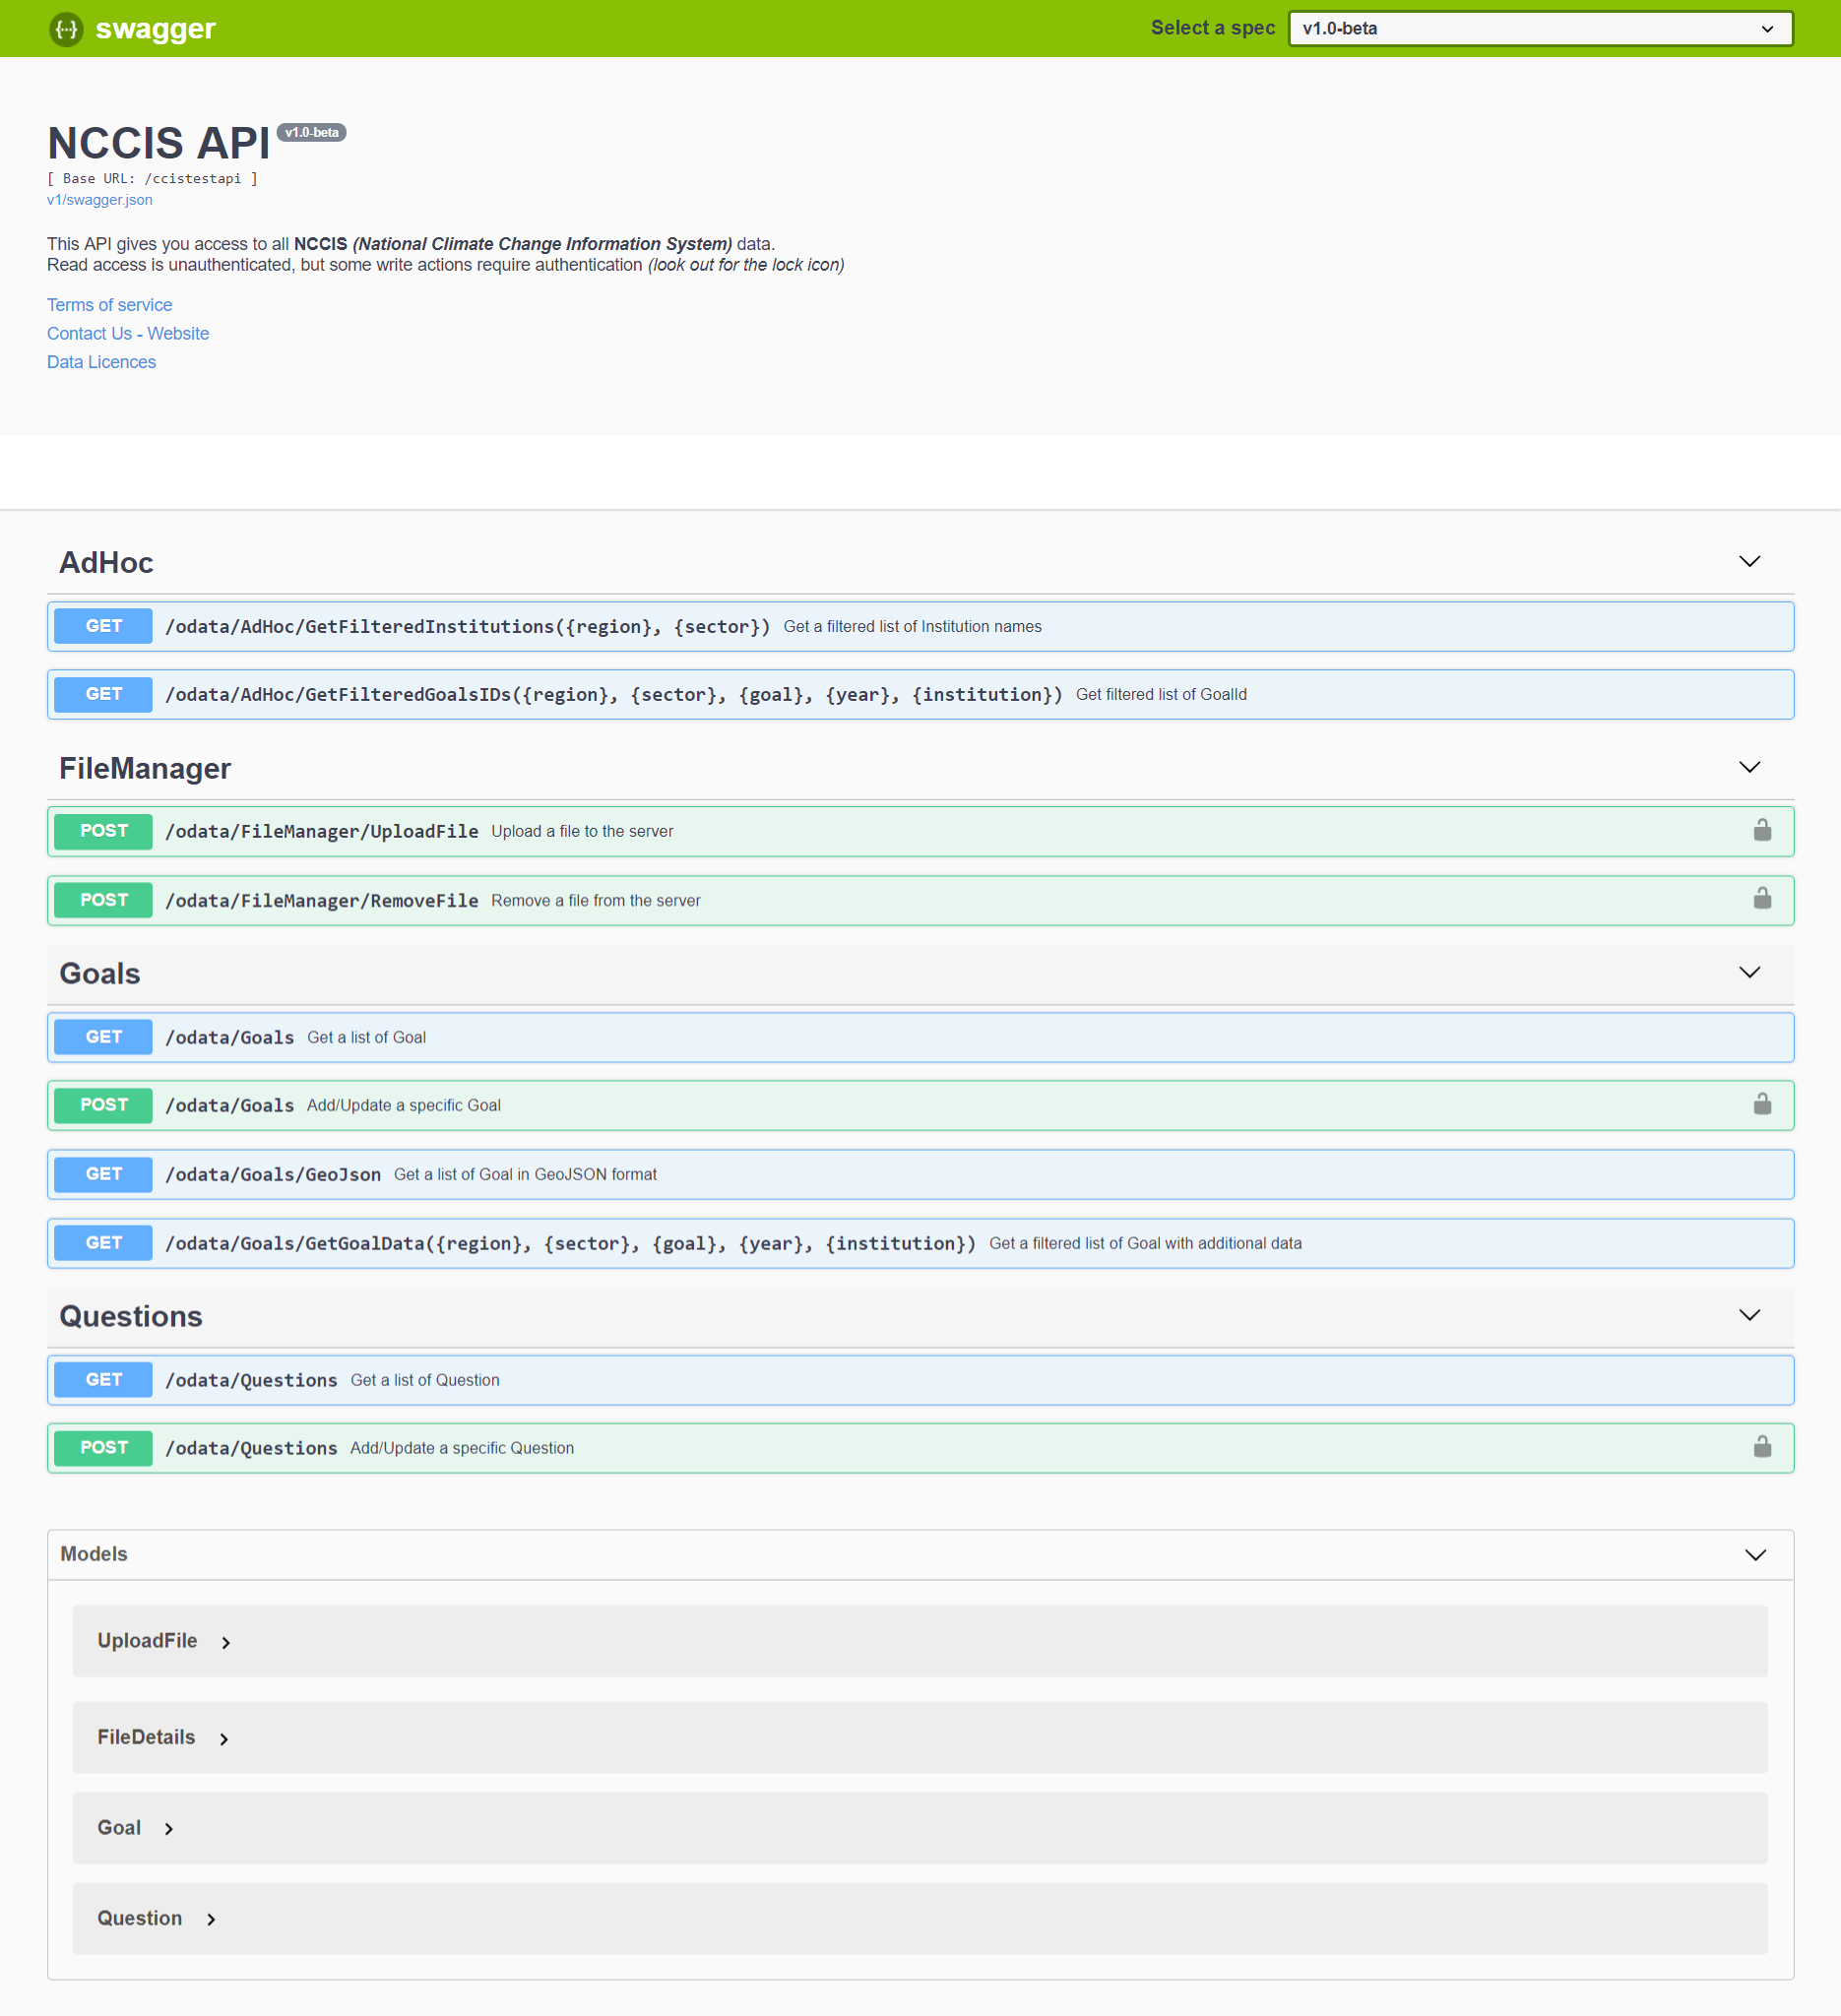 {···} swagger
Select a spec v1.0-beta
NCCIS API v1.0-beta
[ Base URL: /ccistestapi ]
v1/swagger.json
This API gives you access to all NCCIS (National Climate Change Information System) data.
Read access is unauthenticated, but some write actions require authentication (look out for the lock icon)
Terms of service
Contact Us - Website
Data Licences
AdHoc
GET /odata/AdHoc/GetFilteredInstitutions({region}, {sector}) Get a filtered list of Institution names
GET /odata/AdHoc/GetFilteredGoalsIDs({region}, {sector}, {goal}, {year}, {institution}) Get filtered list of GoalId
FileManager
POST /odata/FileManager/UploadFile Upload a file to the server
POST /odata/FileManager/RemoveFile Remove a file from the server
Goals
GET /odata/Goals Get a list of Goal
POST /odata/Goals Add/Update a specific Goal
GET /odata/Goals/GeoJson Get a list of Goal in GeoJSON format
GET /odata/Goals/GetGoalData({region}, {sector}, {goal}, {year}, {institution}) Get a filtered list of Goal with additional data
Questions
GET /odata/Questions Get a list of Question
POST /odata/Questions Add/Update a specific Question
Models
UploadFile
FileDetails
Goal
Question